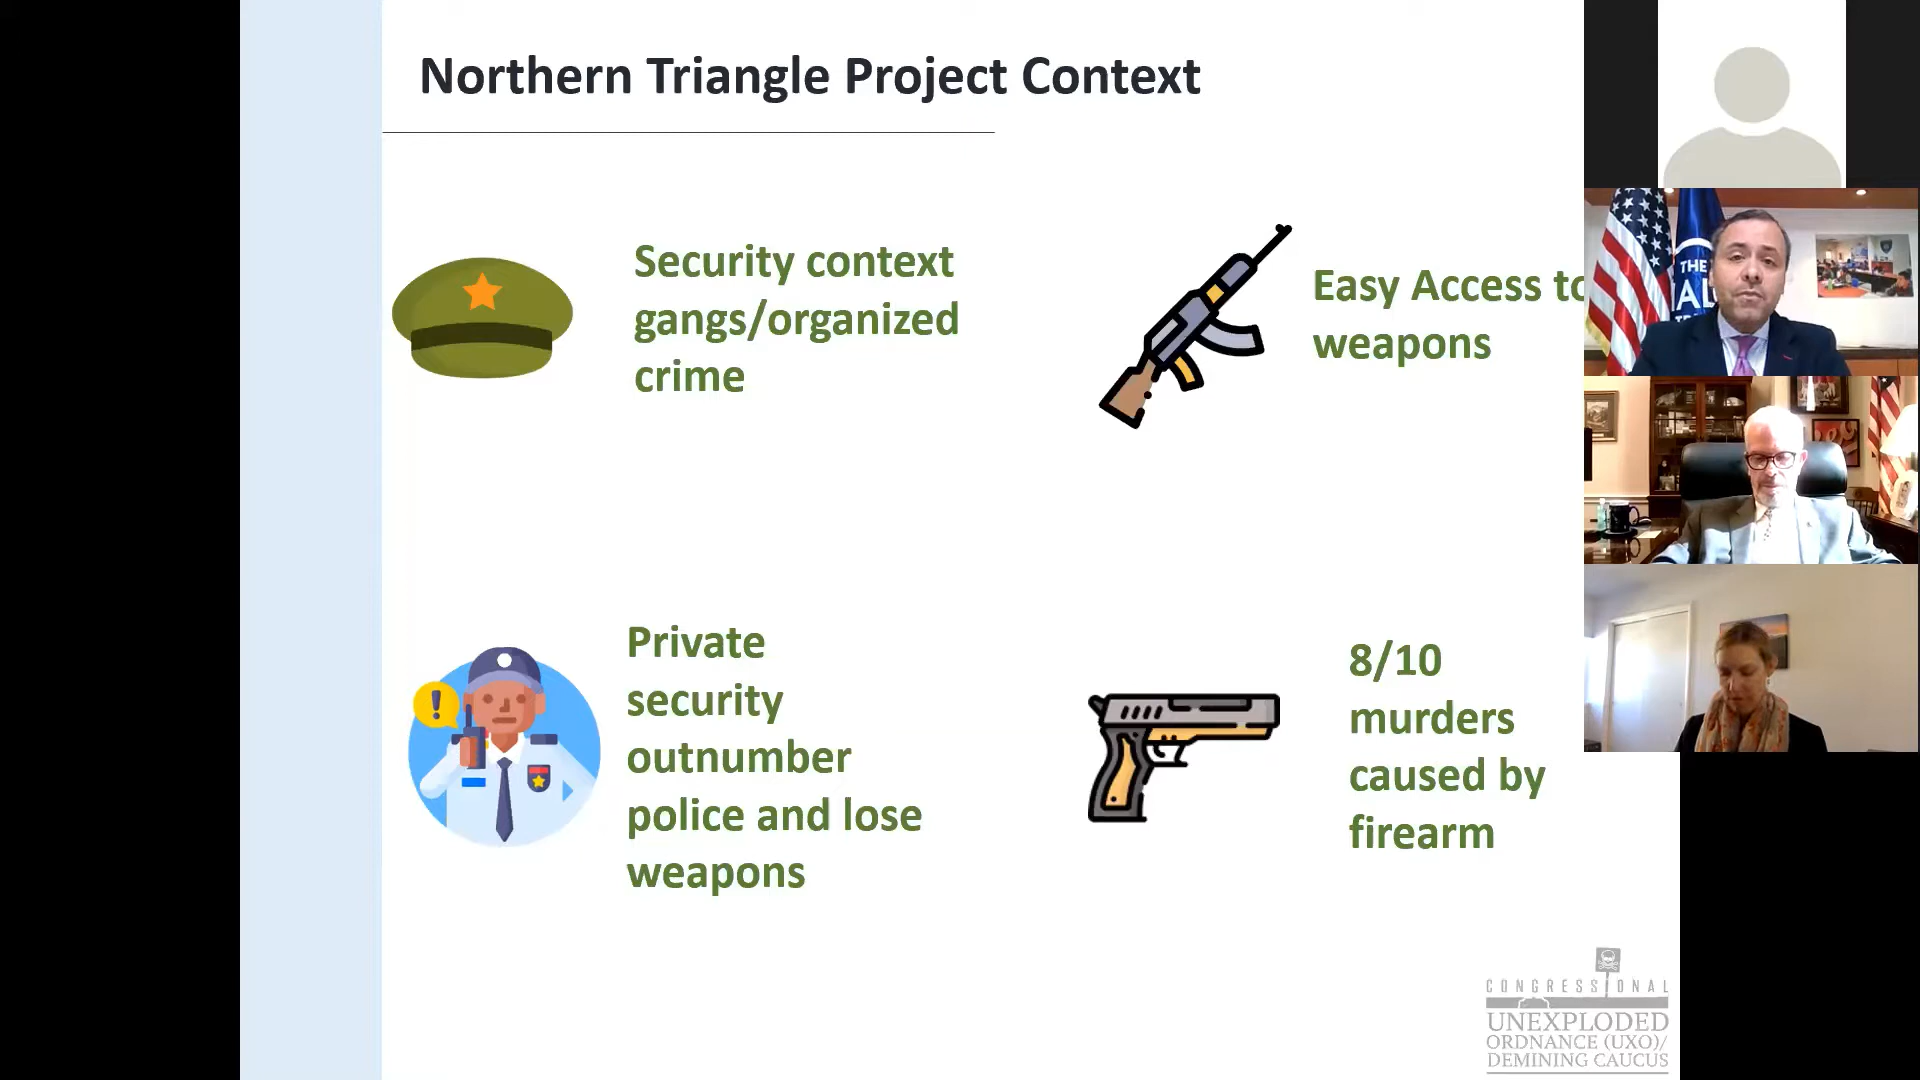 Northern Triangle Project Context
Security context
gangs/organized
crime
Easy Access to
weapons
Private
security
outnumber
police and lose
weapons
8/10
murders
caused by
firearm
THE
CONGRESSIONAL
UNEXPLODED
ORDNANCE (UXO)/
DEMINING CAUCUS